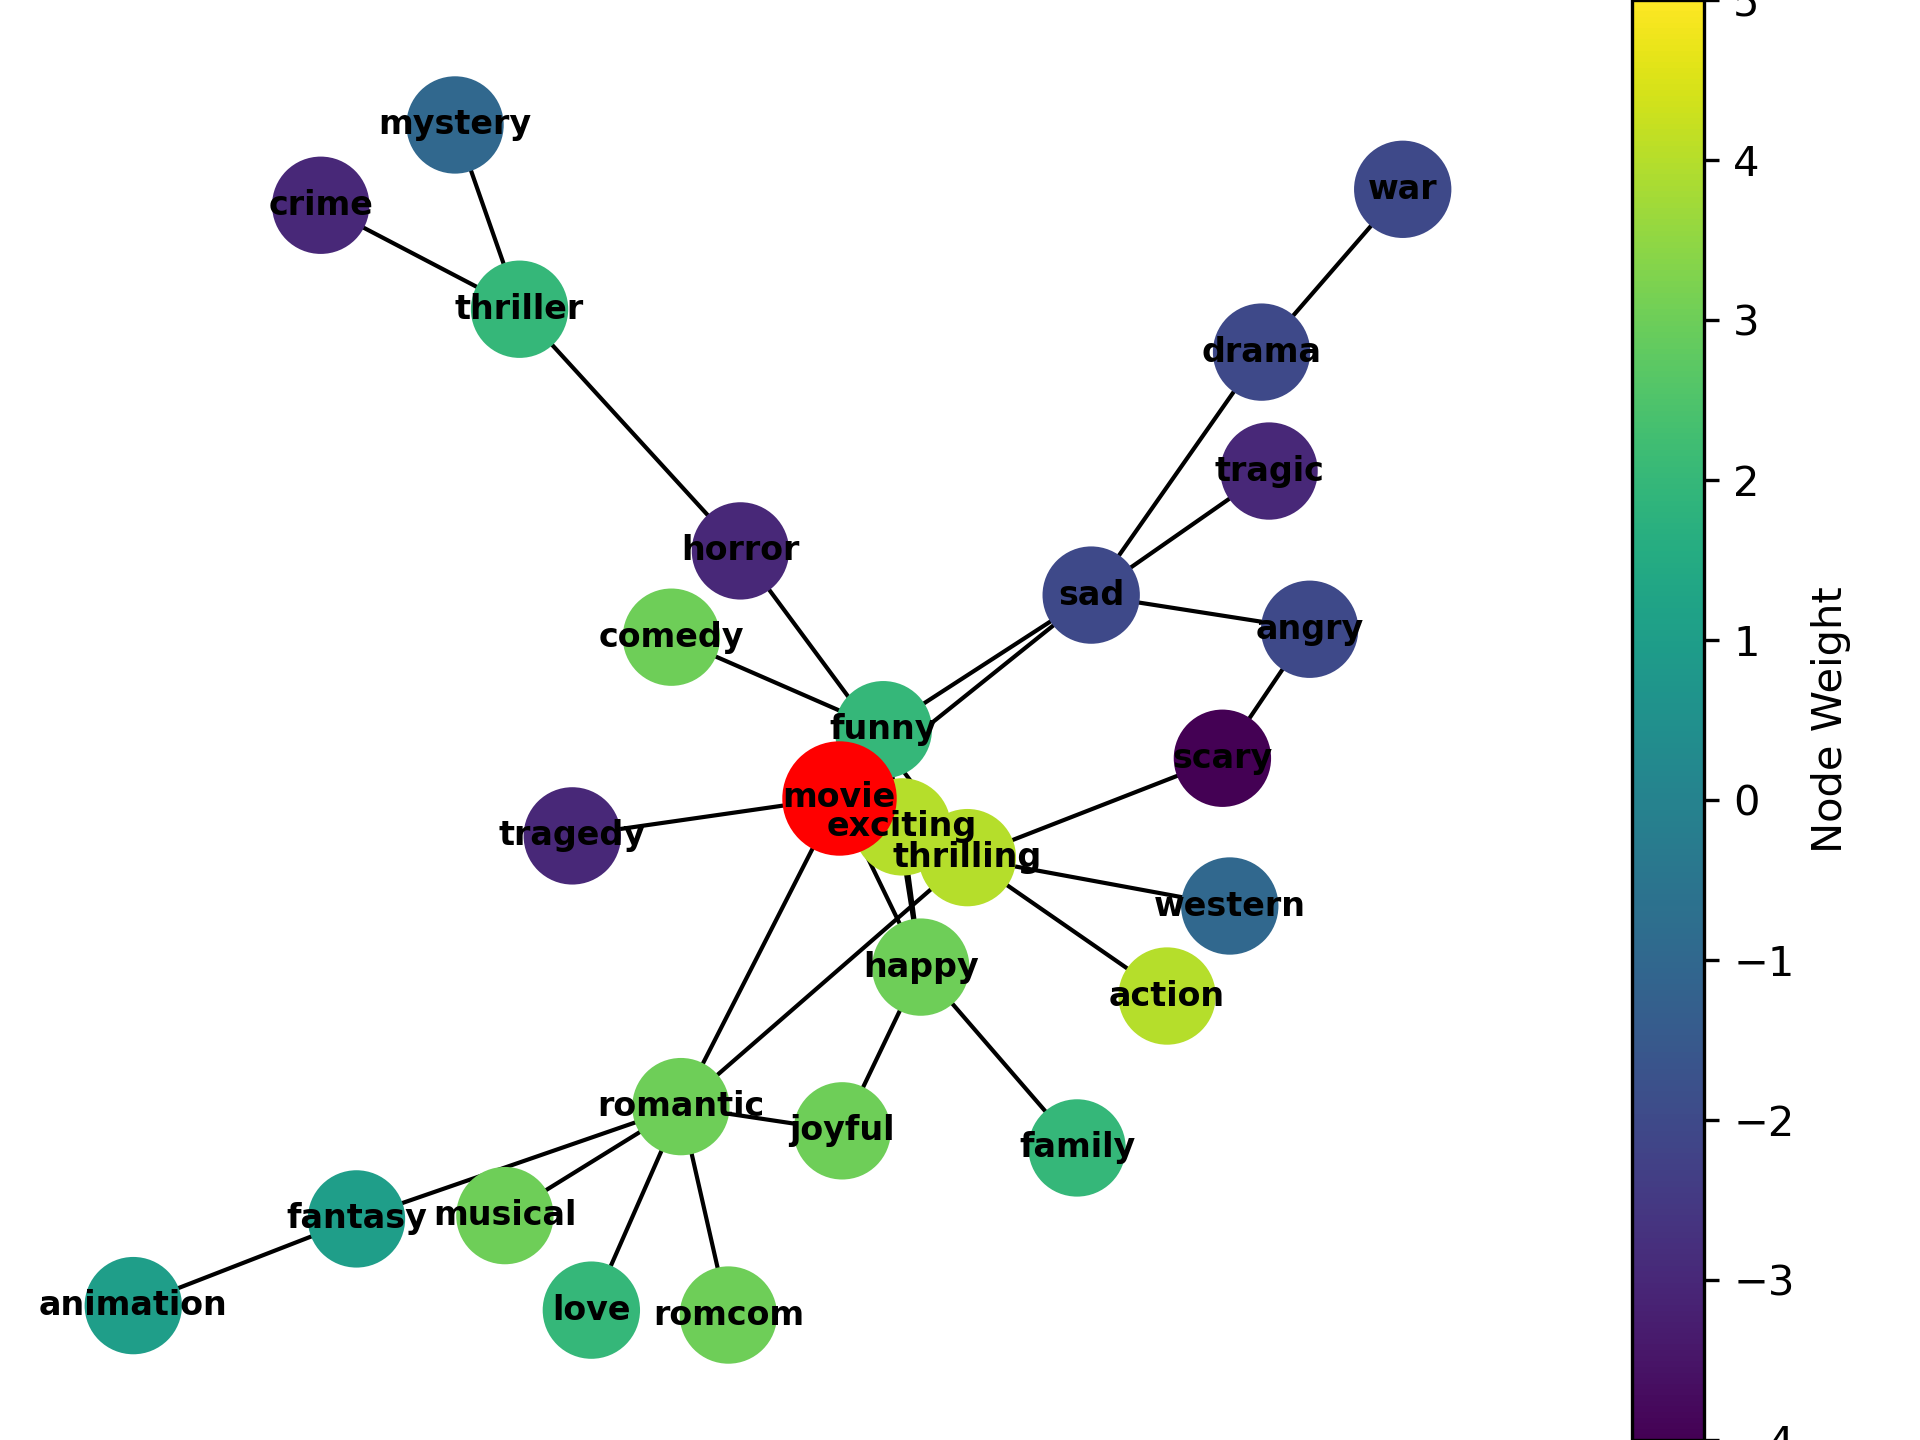 mystery
crime
war
thriller
drama
tragic
horror
sad
comedy
angry
funny
scary
movie
exciting
tragedy
thrilling
western
happy
action
romantic
joyful
family
fantasy
musical
animation
love
romcom
5
4
3
2
1
0
−1
−2
−3
−4
Node Weight